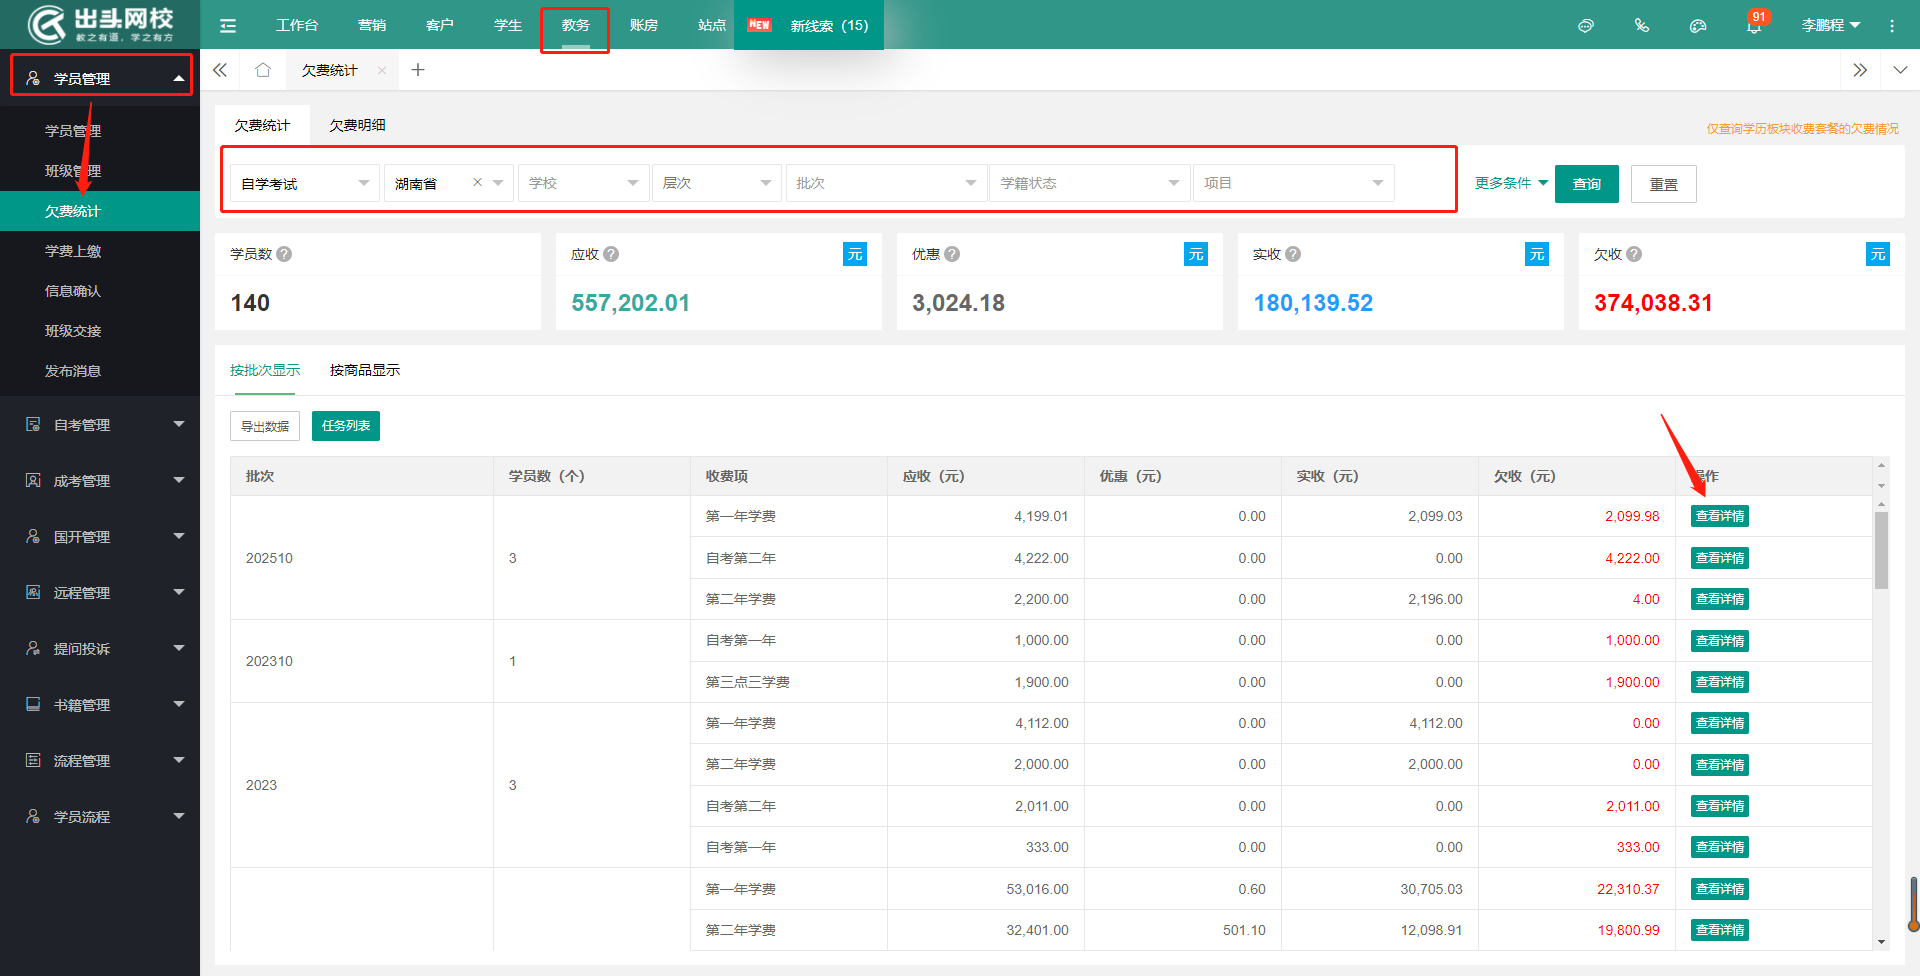 出头网校
教之有道，学之有方
工作台 营销 客户 学生 教务 账房 站点 NEW 新线索（15） 91 李鹏程
学员管理
学员管理
班级管理
欠费统计
学费上缴
信息确认
班级交接
发布消息
自考管理
成考管理
国开管理
远程管理
提问投诉
书籍管理
流程管理
学员流程
欠费统计
欠费统计 欠费明细
仅查询学历板块收费套餐的欠费情况
自学考试 湖南省 学校 层次 批次 学籍状态 项目 更多条件 查询 重置
学员数 应收 元 优惠 元 实收 元 欠收 元
140 557,202.01 3,024.18 180,139.52 374,038.31
按批次显示 按商品显示
导出数据 任务列表
批次 学员数（个） 收费项 应收（元） 优惠（元） 实收（元） 欠收（元） 操作
202510 3 第一年学费 4,199.01 0.00 2,099.03 2,099.98 查看详情
自考第二年 4,222.00 0.00 0.00 4,222.00 查看详情
第二年学费 2,200.00 0.00 2,196.00 4.00 查看详情
202310 1 自考第一年 1,000.00 0.00 0.00 1,000.00 查看详情
第三点三学费 1,900.00 0.00 0.00 1,900.00 查看详情
2023 3 第一年学费 4,112.00 0.00 4,112.00 0.00 查看详情
第二年学费 2,000.00 0.00 2,000.00 0.00 查看详情
自考第二年 2,011.00 0.00 0.00 2,011.00 查看详情
自考第一年 333.00 0.00 0.00 333.00 查看详情
第一年学费 53,016.00 0.60 30,705.03 22,310.37 查看详情
第二年学费 32,401.00 501.10 12,098.91 19,800.99 查看详情